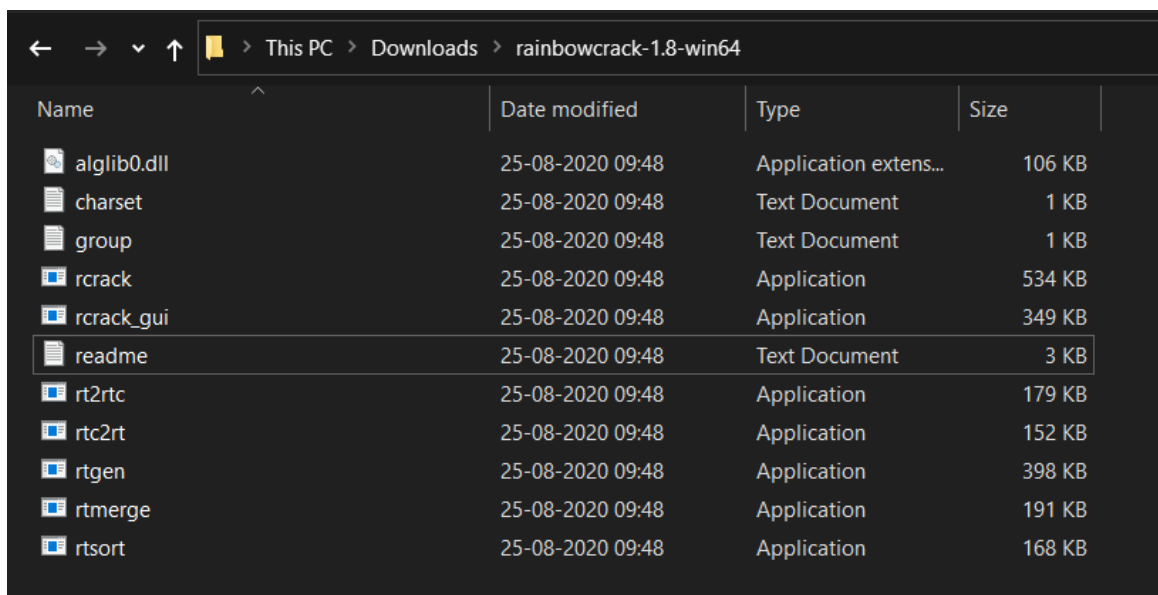 This PC > Downloads > rainbowcrack-1.8-win64
Name Date modified Type Size
alglib0.dll 25-08-2020 09:48 Application extens... 106 KB
charset 25-08-2020 09:48 Text Document 1 KB
group 25-08-2020 09:48 Text Document 1 KB
rcrack 25-08-2020 09:48 Application 534 KB
rcrack_gui 25-08-2020 09:48 Application 349 KB
readme 25-08-2020 09:48 Text Document 3 KB
rt2rtc 25-08-2020 09:48 Application 179 KB
rtc2rt 25-08-2020 09:48 Application 152 KB
rtgen 25-08-2020 09:48 Application 398 KB
rtmerge 25-08-2020 09:48 Application 191 KB
rtsort 25-08-2020 09:48 Application 168 KB